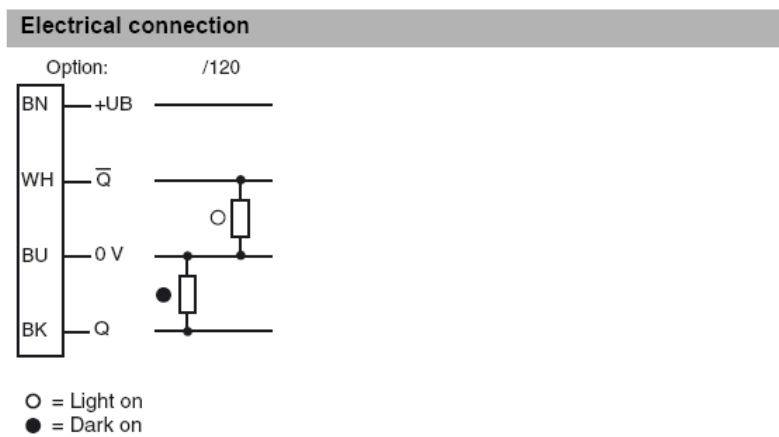 Electrical connection
Option: /120
BN +UB
WH Q̅
BU 0 V
BK Q
○ = Light on
● = Dark on